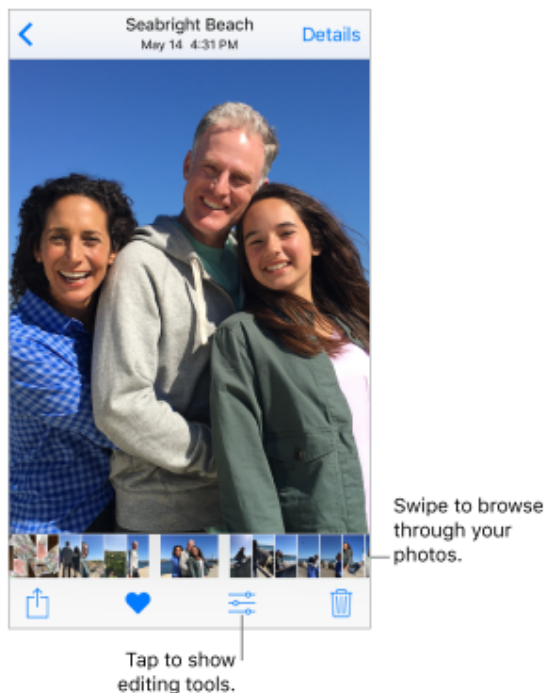 Seabright Beach
May 14  4:31 PM
Details
Swipe to browse
through your
photos.
Tap to show
editing tools.